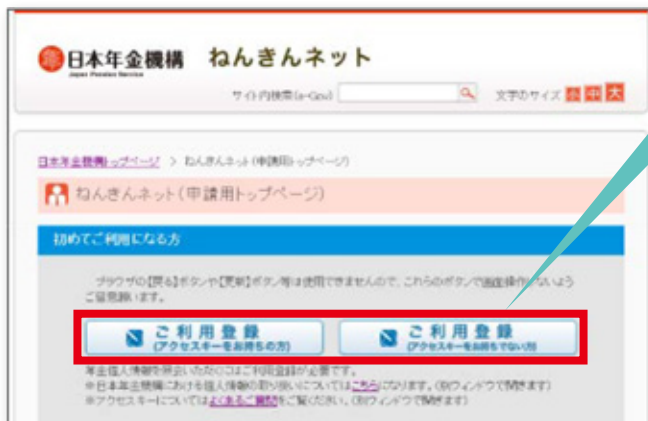 日本年金機構 ねんきんネット
Japan Pension Service
サイト内検索(e-Gov) 文字のサイズ 小 中 大
日本年金機構トップページ > ねんきんネット(申請用トップページ)
ねんきんネット(申請用トップページ)
初めてご利用になる方
ブラウザの【戻る】ボタンや【更新】ボタン等は使用できませんので、これらのボタンで画面操作しないよう
ご留意願います。
ご利用登録
(アクセスキーをお持ちの方)
ご利用登録
(アクセスキーをお持ちでない方)
年金個人情報を照会いただくにはご利用登録が必要です。
※日本年金機構における個人情報の取り扱いについてはこちらになります。(別ウィンドウで開きます)
※アクセスキーについてはよくあるご質問をご覧ください。(別ウィンドウで開きます)